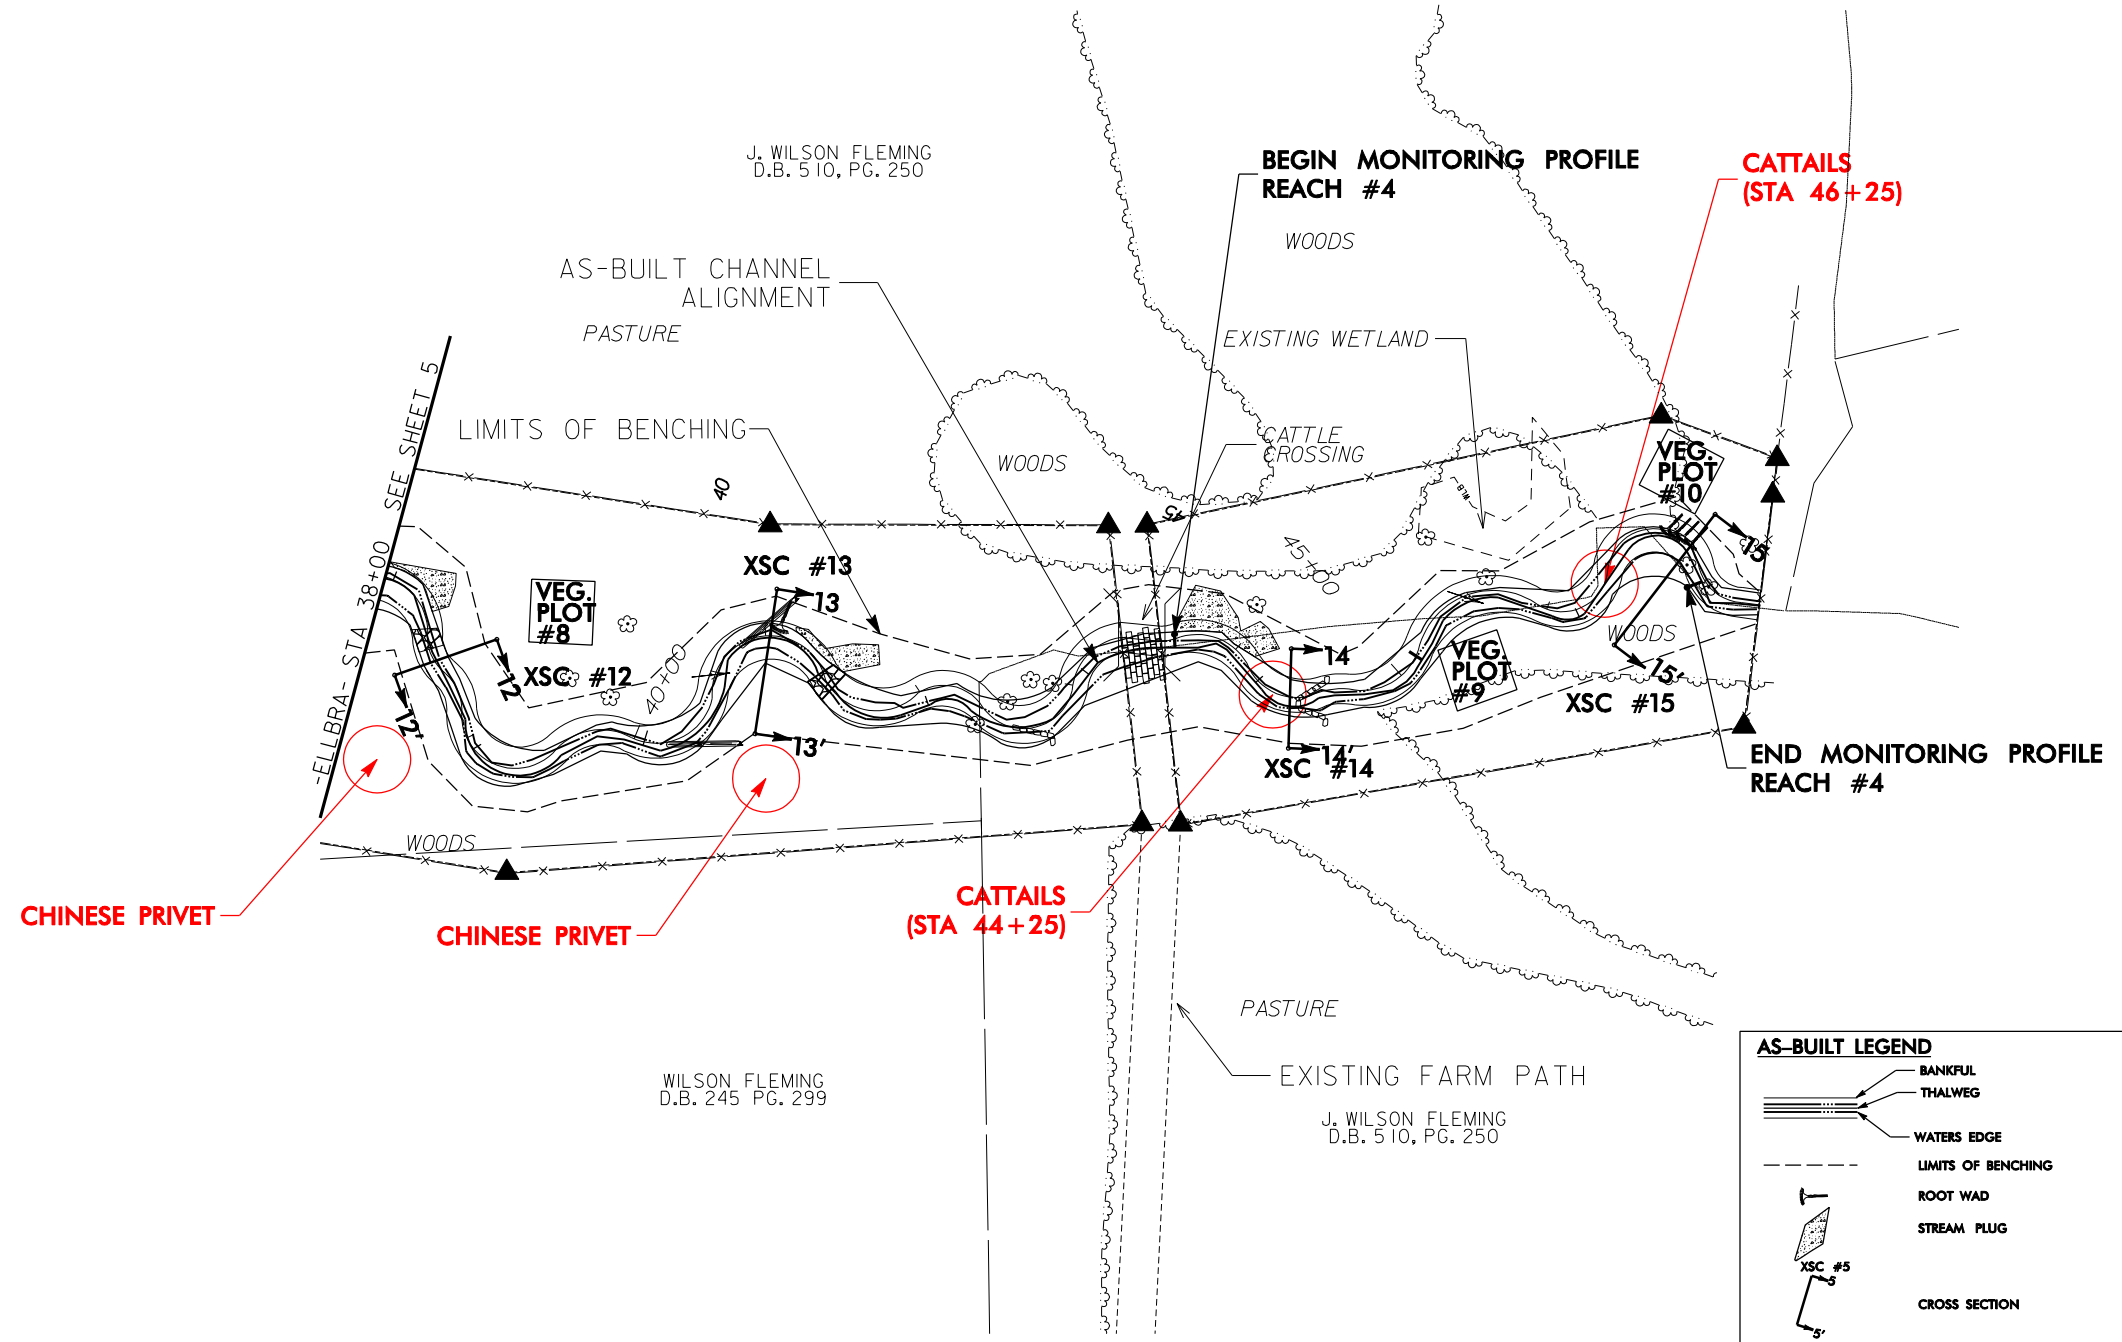 J. WILSON FLEMING
D.B. 510, PG. 250
BEGIN MONITORING PROFILE
REACH #4
CATTAILS
(STA 46+25)
WOODS
AS-BUILT CHANNEL
ALIGNMENT
PASTURE
EXISTING WETLAND
-ELLBRA- STA 38+00 SEE SHEET 5
LIMITS OF BENCHING
WOODS
CATTLE
CROSSING
40
45
WLB
VEG.
PLOT
#10
45+00
XSC #13
13
15
VEG.
PLOT
#8
XSC #12
12
12'
40+00
14
VEG.
PLOT
#9
WOODS
15'
XSC #15
13'
14'
XSC #14
END MONITORING PROFILE
REACH #4
WOODS
CHINESE PRIVET
CHINESE PRIVET
CATTAILS
(STA 44+25)
PASTURE
EXISTING FARM PATH
WILSON FLEMING
D.B. 245 PG. 299
J. WILSON FLEMING
D.B. 510, PG. 250
AS-BUILT LEGEND
BANKFUL
THALWEG
WATERS EDGE
LIMITS OF BENCHING
ROOT WAD
STREAM PLUG
XSC #5
5
CROSS SECTION
5'